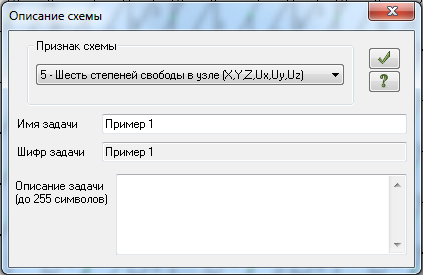 Описание схемы
Признак схемы
5 - Шесть степеней свободы в узле (X,Y,Z,Ux,Uy,Uz)
?
Имя задачи
Пример 1
Шифр задачи
Пример 1
Описание задачи
(до 255 символов)